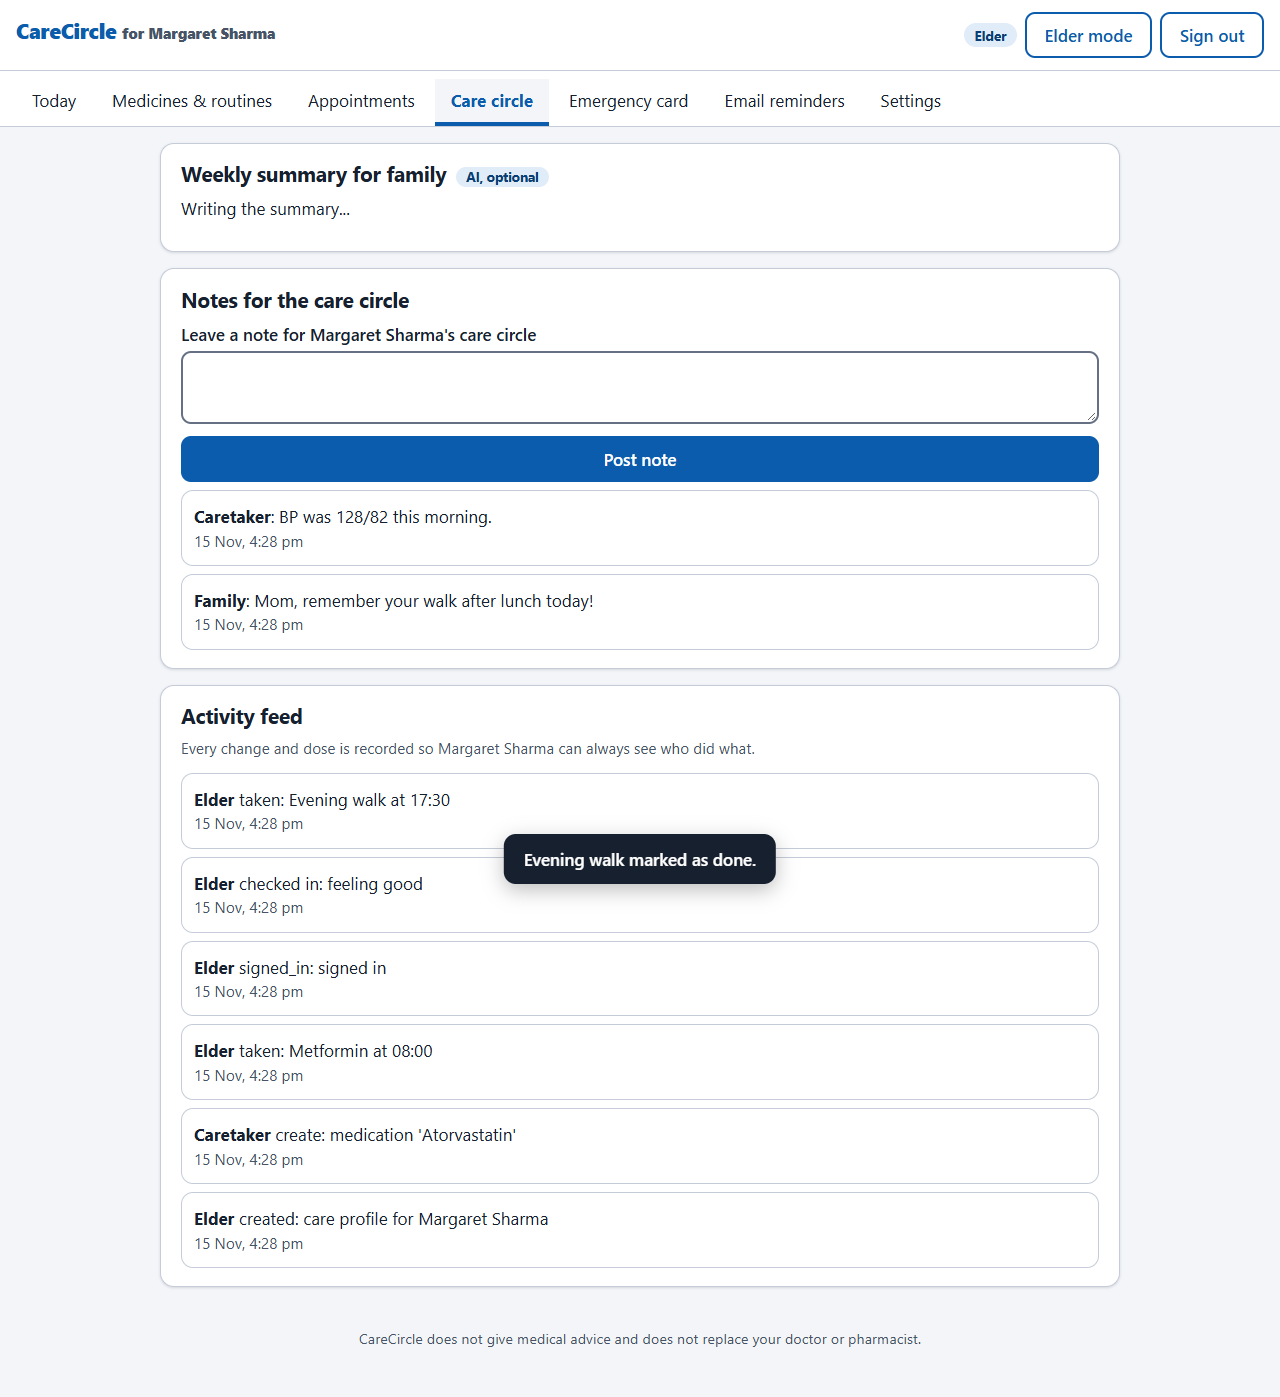 CareCircle for Margaret Sharma
Elder
Elder mode
Sign out
Today
Medicines & routines
Appointments
Care circle
Emergency card
Email reminders
Settings
Weekly summary for family
AI, optional
Writing the summary...
Notes for the care circle
Leave a note for Margaret Sharma's care circle
Post note
Caretaker: BP was 128/82 this morning.
15 Nov, 4:28 pm
Family: Mom, remember your walk after lunch today!
15 Nov, 4:28 pm
Activity feed
Every change and dose is recorded so Margaret Sharma can always see who did what.
Elder taken: Evening walk at 17:30
15 Nov, 4:28 pm
Evening walk marked as done.
Elder checked in: feeling good
15 Nov, 4:28 pm
Elder signed_in: signed in
15 Nov, 4:28 pm
Elder taken: Metformin at 08:00
15 Nov, 4:28 pm
Caretaker create: medication 'Atorvastatin'
15 Nov, 4:28 pm
Elder created: care profile for Margaret Sharma
15 Nov, 4:28 pm
CareCircle does not give medical advice and does not replace your doctor or pharmacist.